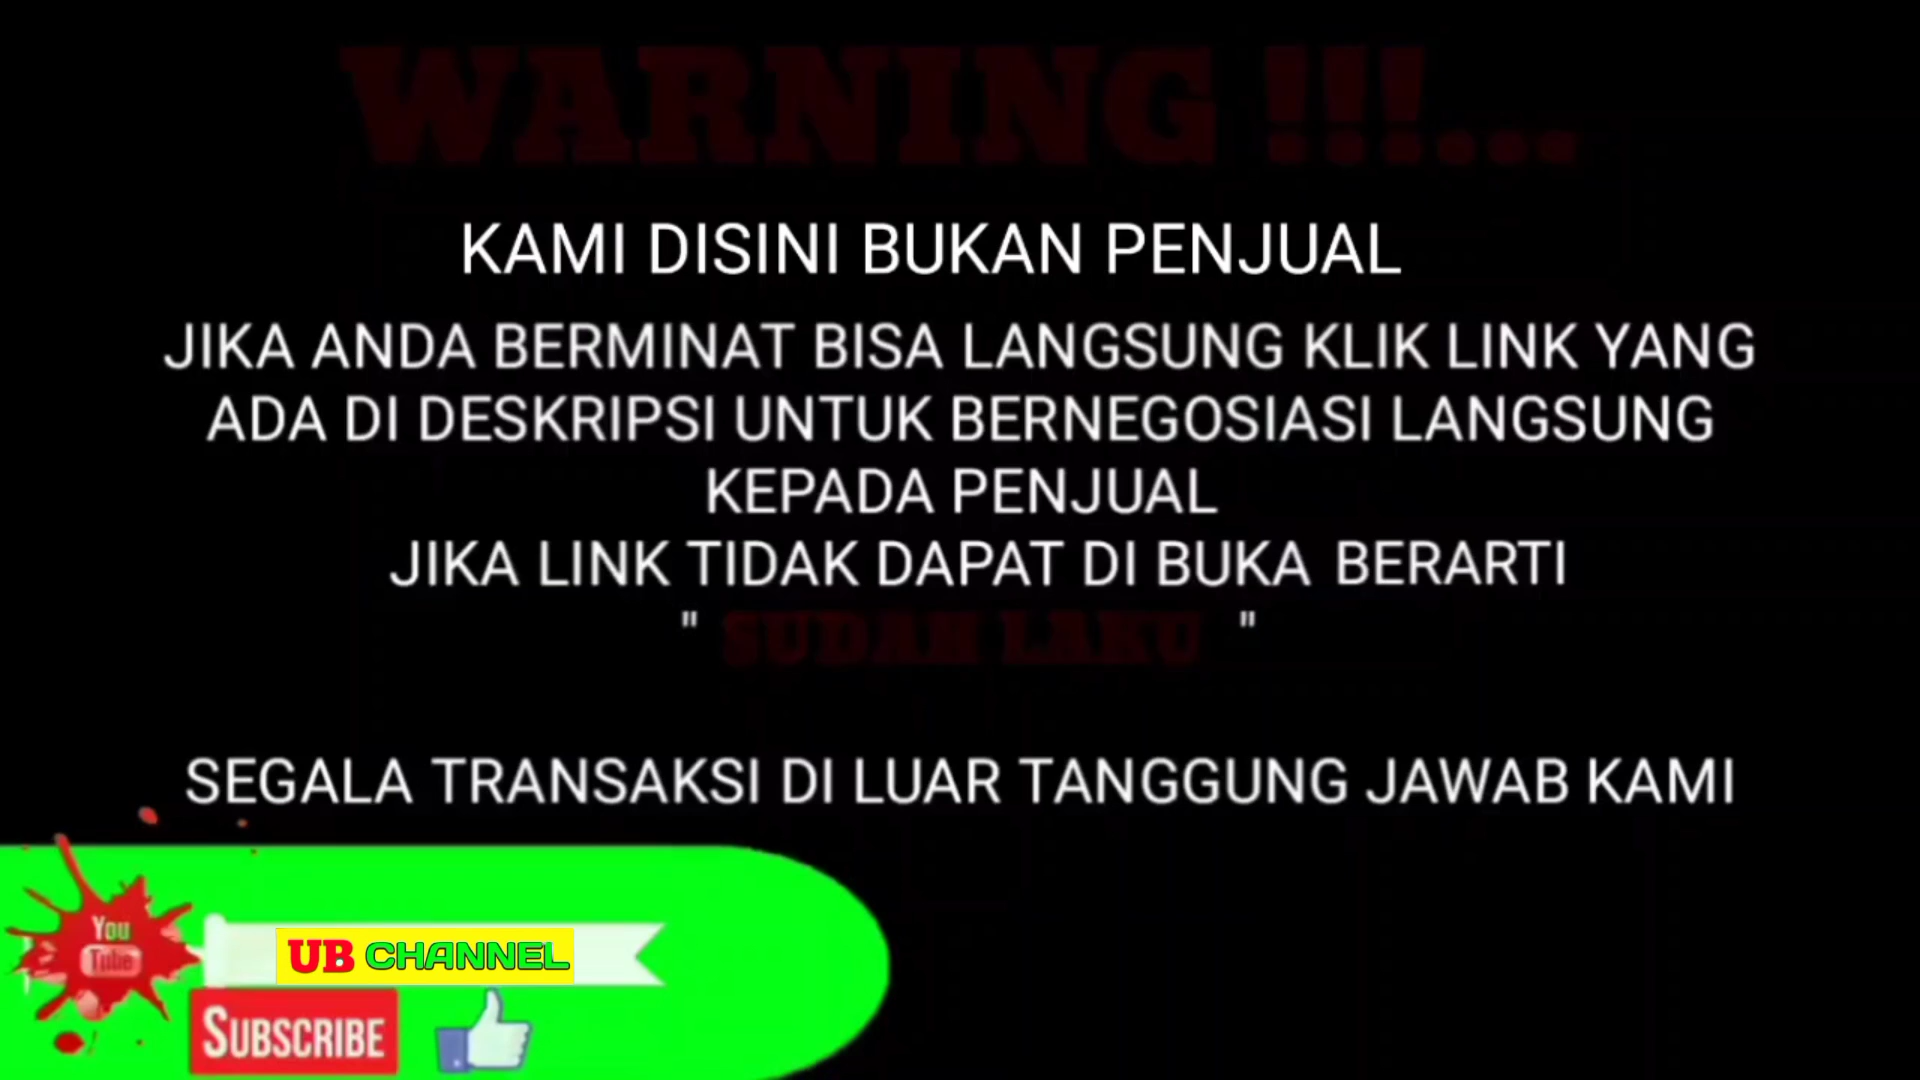 WARNING !!!...
KAMI DISINI BUKAN PENJUAL
JIKA ANDA BERMINAT BISA LANGSUNG KLIK LINK YANG
ADA DI DESKRIPSI UNTUK BERNEGOSIASI LANGSUNG
KEPADA PENJUAL
JIKA LINK TIDAK DAPAT DI BUKA BERARTI
" SUDAH LAKU "
SEGALA TRANSAKSI DI LUAR TANGGUNG JAWAB KAMI
You
Tube
UB CHANNEL
SUBSCRIBE